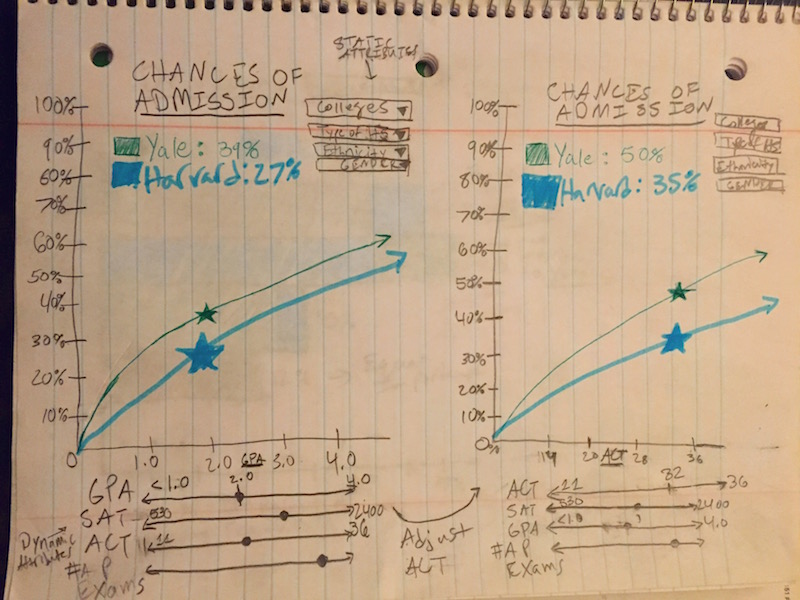 STATIC
ATTRIBUTES
CHANCES OF
ADMISSION
Colleges ▼
Type of HS ▼
Ethnicity ▼
GENDER ▼
Yale: 39%
Harvard: 27%
100%
90%
60%
70%
60%
50%
40%
30%
20%
10%
0
1.0
2.0
GPA
3.0
4.0
GPA <1.0 2.0 4.0
SAT 530 2400
ACT 11 36
#AP
Exams
Dynamic
Attributes
Adjust
ACT
CHANCES OF
ADMISSION
Colleges
Type of HS
Ethnicity
GENDER
Yale: 50%
Harvard: 35%
100%
90%
80%
70%
60%
50%
40%
30%
20%
10%
0%
14
20
ACT
28
36
ACT <11 32 36
SAT 530 2400
GPA <1.0 4.0
#AP
Exams